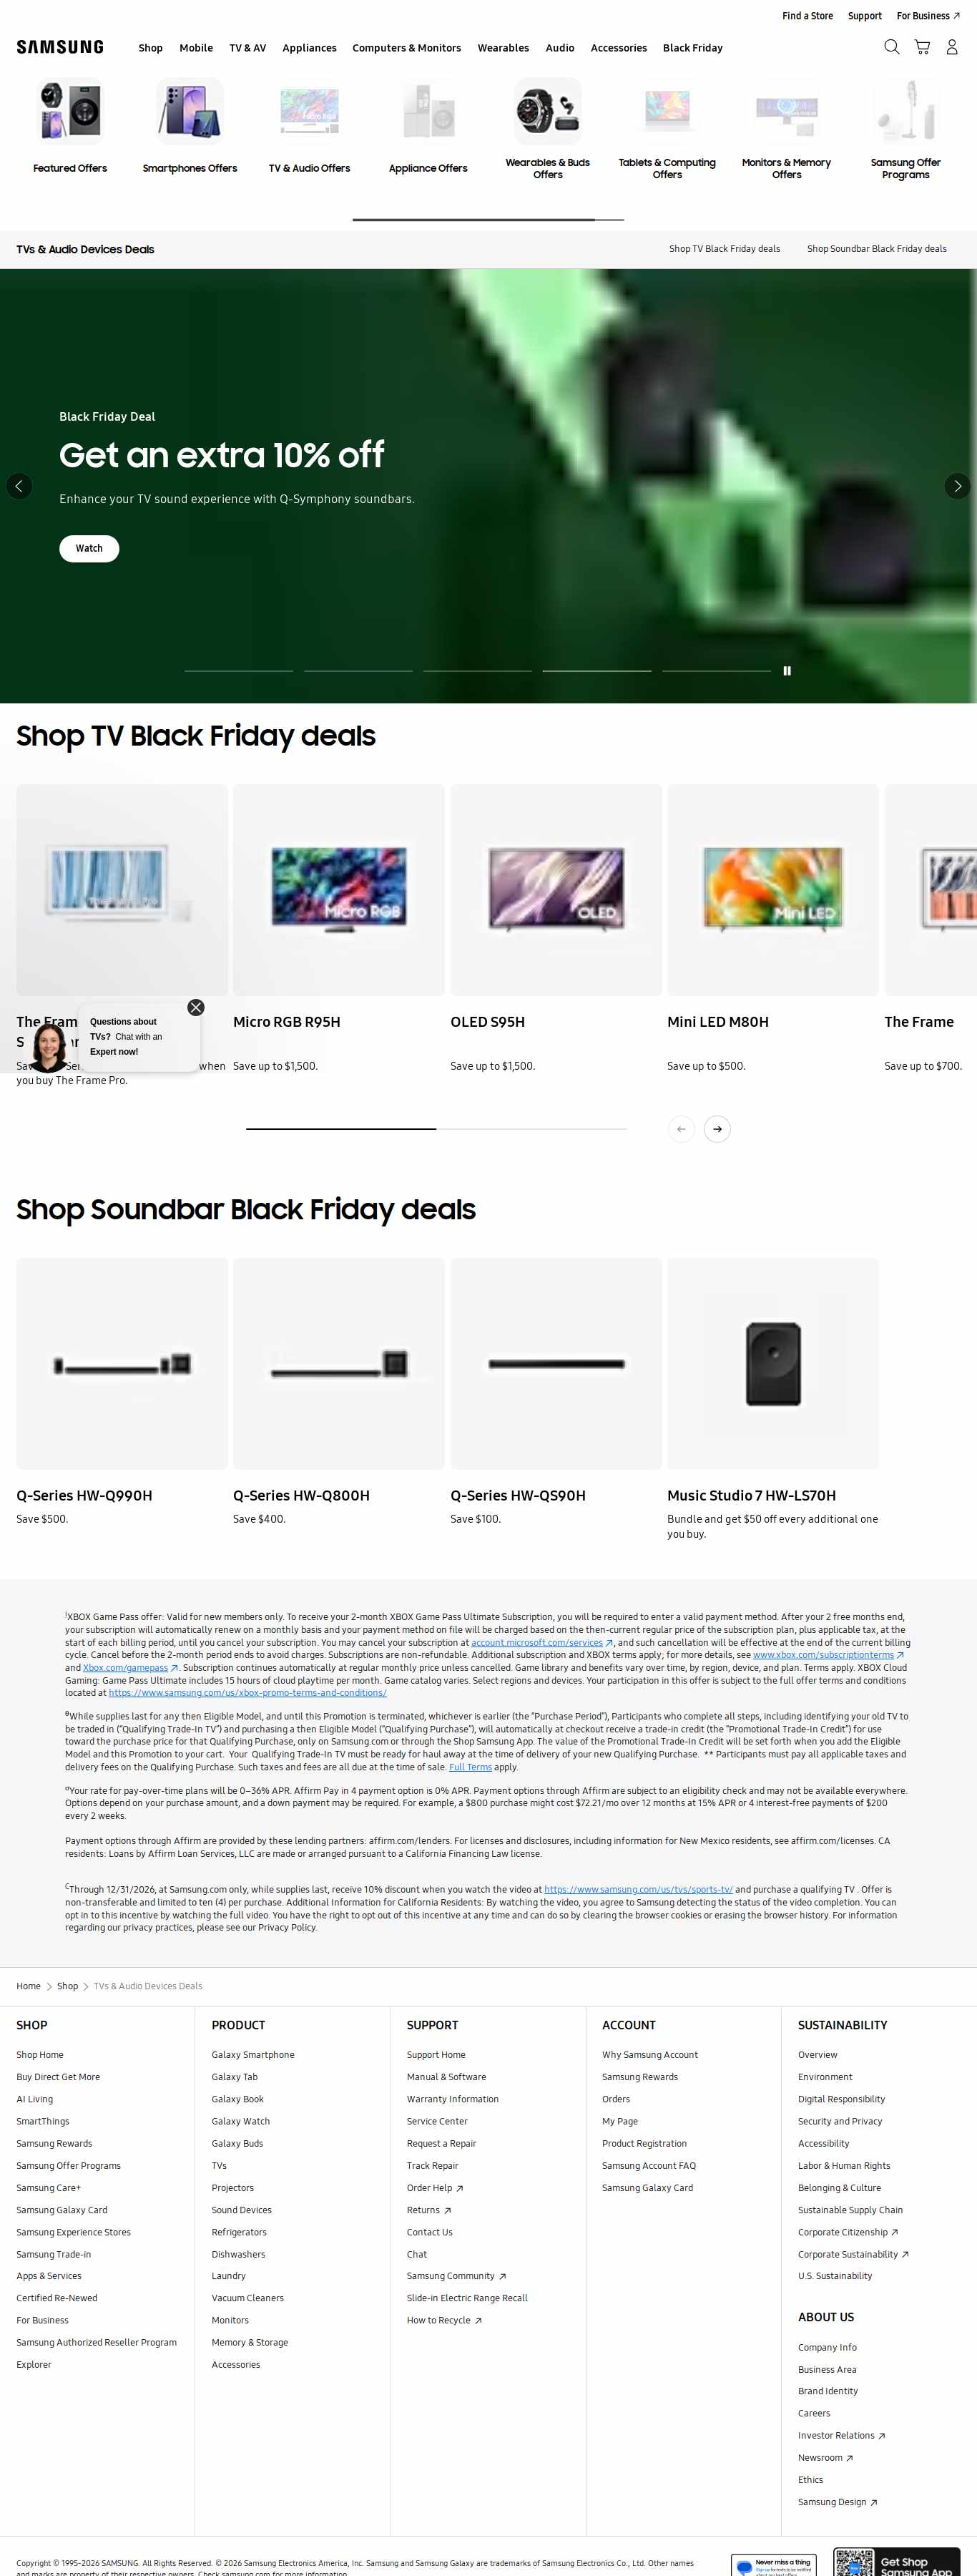 Find a Store
Support
For Business
SAMSUNG
Shop
Mobile
TV & AV
Appliances
Computers & Monitors
Wearables
Audio
Accessories
Black Friday
Featured Offers
Smartphones Offers
TV & Audio Offers
Appliance Offers
Wearables & Buds
Offers
Tablets & Computing
Offers
Monitors & Memory
Offers
Samsung Offer
Programs
TVs & Audio Devices Deals
Shop TV Black Friday deals
Shop Soundbar Black Friday deals
Black Friday Deal
Get an extra 10% off
Enhance your TV sound experience with Q-Symphony soundbars.
Watch
Shop TV Black Friday deals
Micro RGB
OLED
Mini LED
The Fram
Micro RGB R95H
OLED S95H
Mini LED M80H
The Frame
Questions about
TVs? Chat with an
Expert now!
when
you buy The Frame Pro.
Save up to $1,500.
Save up to $1,500.
Save up to $500.
Save up to $700.
Shop Soundbar Black Friday deals
Q-Series HW-Q990H
Save $500.
Q-Series HW-Q800H
Save $400.
Q-Series HW-QS90H
Save $100.
Music Studio 7 HW-LS70H
Bundle and get $50 off every additional one
you buy.
XBOX Game Pass offer: Valid for new members only. To receive your 2-month XBOX Game Pass Ultimate Subscription, you will be required to enter a valid payment method. After your 2 free months end,
your subscription will automatically renew on a monthly basis and your payment method on file will be charged the then-current regular price of the subscription plan, plus applicable tax, at the
start of each billing period, until you cancel your subscription. You may cancel your subscription at account.microsoft.com/services, and such cancellation will be effective at the end of the current billing
cycle. Cancel before the 2-month period ends to avoid charges. Suscriptions are non-refundable. Additional subscription and XBOX terms apply; for more details, see www.xbox.com/subscriptionterms
and Xbox.com/gamepass. Subscription continues automatically at regular monthly price unless cancelled. Game library and benefits vary over time, by region, device, and plan. Terms apply. XBOX Cloud
Gaming: Game Pass Ultimate includes 15 hours of cloud playtime per month. Game catalog varies. Select regions and devices. Your participation in this offer is subject to the full offer terms and conditions
located at https://www.samsung.com/us/xbox-promo-terms-and-conditions/
θWhile supplies last for any then Eligible Model, and until this Promotion is terminated, whichever is earlier (the "Purchase Period"), Participants who complete all steps, including identifying your old TV to
be traded in ("Qualifying Trade-In TV") and purchasing a then Eligible Model ("Qualifying Purchase"), will automatically at checkout receive a trade-in credit (the "Promotional Trade-In Credit") for use
toward the purchase price for that Qualifying Purchase, only on Samsung.com or through the Shop Samsung App. The value of the Promotional Trade-In Credit will be set forth when you add the Eligible
Model and this Promotion to your cart. Your Qualifying Trade-In TV must be ready for haul away at the time of delivery of your new Qualifying Purchase. ** Participants must pay all applicable taxes and
delivery fees on the Qualifying Purchase. Such taxes and fees are all due at the time of sale. Full Terms apply.
Your rate for pay-over-time plans will be 0–36% APR. Affirm Pay in 4 payment option is 0% APR. Payment options through Affirm are subject to an eligibility check and may not be available everywhere.
Options depend on your purchase amount, and a down payment may be required. For example, a $800 purchase might cost $72.21/mo over 12 months at 15% APR or 4 interest-free payments of $200
every 2 weeks.
Payment options through Affirm are provided by these lending partners: affirm.com/lenders. For licenses and disclosures, including information for New Mexico residents, see affirm.com/licenses. CA
residents: Loans by Affirm Loan Services, LLC are made or arranged pursuant to a California Financing Law license.
CThrough 12/31/2026, at Samsung.com only, while supplies last, receive 10% discount when you watch the video at https://www.samsung.com/us/tvs/sports-tv/ and purchase a qualifying TV . Offer is
non-transferable and limited to ten (4) per purchase. Additional Information for California Residents: By watching the video, you agree to Samsung detecting the status of the video completion. You can
opt in to this incentive by watching the full video. You have the right to opt out of this incentive at any time and can do so by clearing the browser cookies or erasing the browser history. For information
regarding our privacy practices, please see our Privacy Policy.
Home
Shop
TVs & Audio Devices Deals
SHOP
Shop Home
Buy Direct Get More
AI Living
SmartThings
Samsung Rewards
Samsung Offer Programs
Samsung Care+
Samsung Galaxy Card
Samsung Experience Stores
Samsung Trade-in
Apps & Services
Certified Re-Newed
For Business
Samsung Authorized Reseller Program
Explorer
PRODUCT
Galaxy Smartphone
Galaxy Tab
Galaxy Book
Galaxy Watch
Galaxy Buds
TVs
Projectors
Sound Devices
Refrigerators
Dishwashers
Laundry
Vacuum Cleaners
Monitors
Memory & Storage
Accessories
SUPPORT
Support Home
Manual & Software
Warranty Information
Service Center
Request a Repair
Track Repair
Order Help
Returns
Contact Us
Chat
Samsung Community
Slide-in Electric Range Recall
How to Recycle
ACCOUNT
Why Samsung Account
Samsung Rewards
Orders
My Page
Product Registration
Samsung Account FAQ
Samsung Galaxy Card
SUSTAINABILITY
Overview
Environment
Digital Responsibility
Security and Privacy
Accessibility
Labor & Human Rights
Belonging & Culture
Sustainable Supply Chain
Corporate Citizenship
Corporate Sustainability
U.S. Sustainability
ABOUT US
Company Info
Business Area
Brand Identity
Careers
Investor Relations
Newsroom
Ethics
Samsung Design
Copyright © 1995-2026 SAMSUNG. All Rights Reserved. © 2026 Samsung Electronics America, Inc. Samsung and Samsung Galaxy are trademarks of Samsung Electronics Co., Ltd. Other names
and marks are property of their respective owners. Check samsung.com for more information.
Never miss a thing
Get Shop
Samsung App